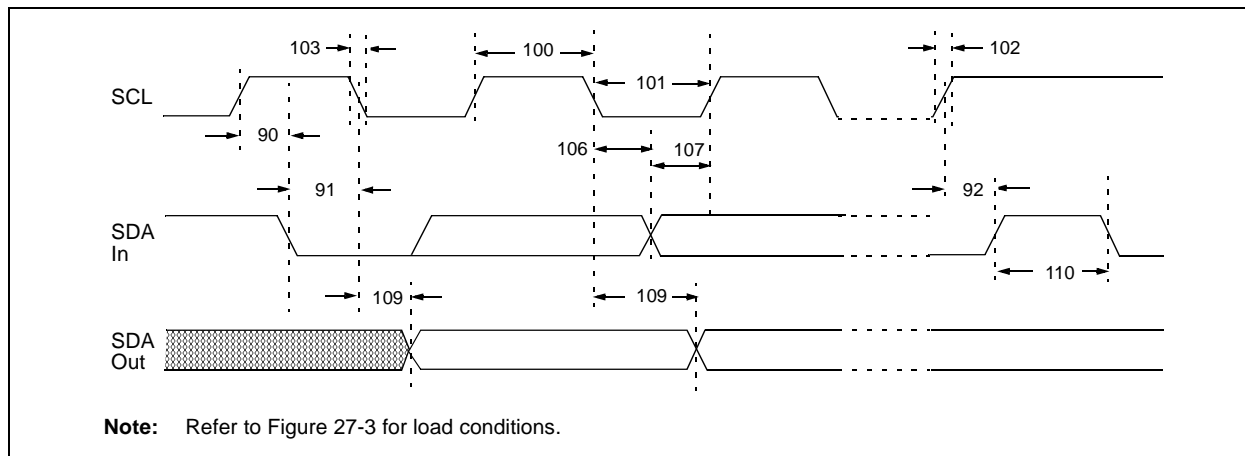 103
100
102
101
SCL
90
106
107
91
92
SDA
In
110
109
109
SDA
Out
Note: Refer to Figure 27-3 for load conditions.